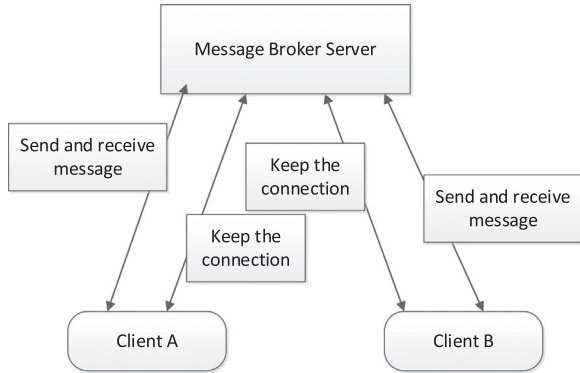 Message Broker Server
Send and receive
message
Keep the
connection
Send and receive
message
Keep the
connection
Client A
Client B